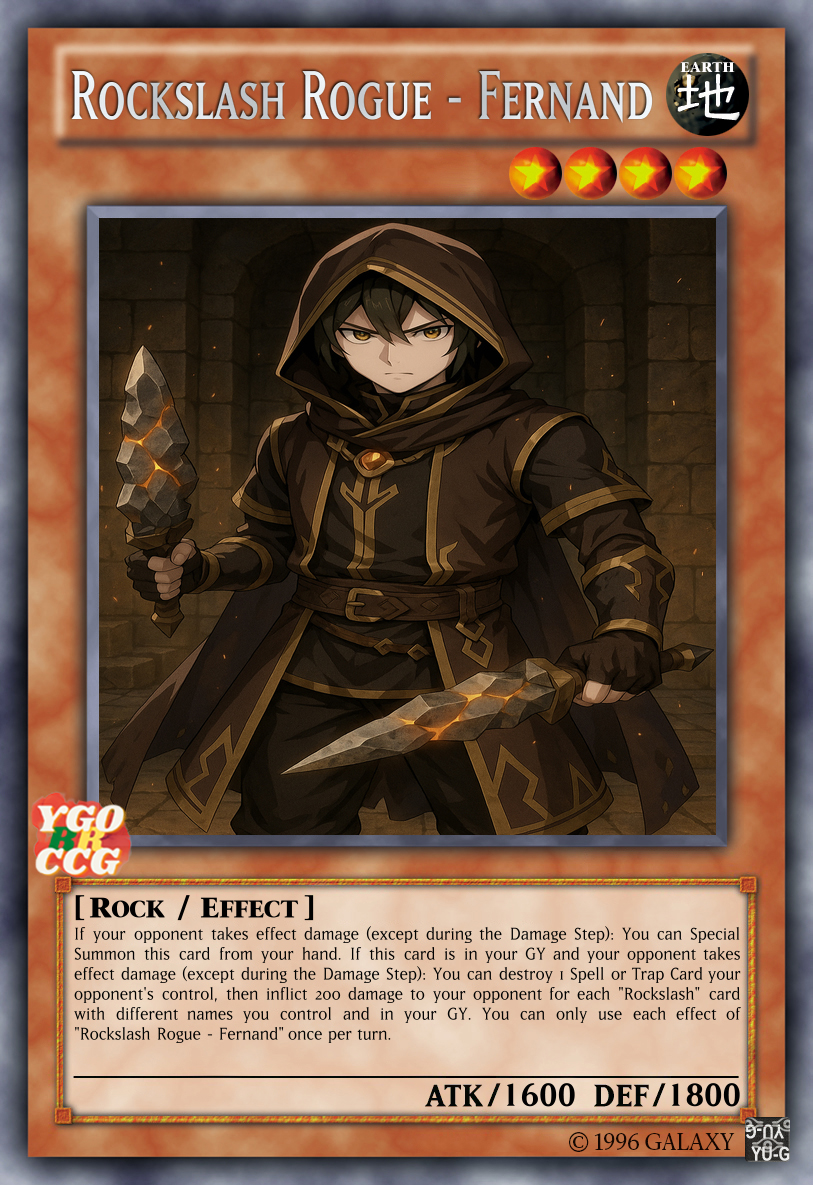 Rockslash Rogue - Fernand
EARTH
地
YGO
RR
CCG
[ Rock / Effect ]
If your opponent takes effect damage (except during the Damage Step): You can Special
Summon this card from your hand. If this card is in your GY and your opponent takes
effect damage (except during the Damage Step): You can destroy 1 Spell or Trap Card your
opponent's control, then inflict 200 damage to your opponent for each "Rockslash" card
with different names you control and in your GY. You can only use each effect of
"Rockslash Rogue - Fernand" once per turn.
ATK/1600 DEF/1800
© 1996 GALAXY
YU-G